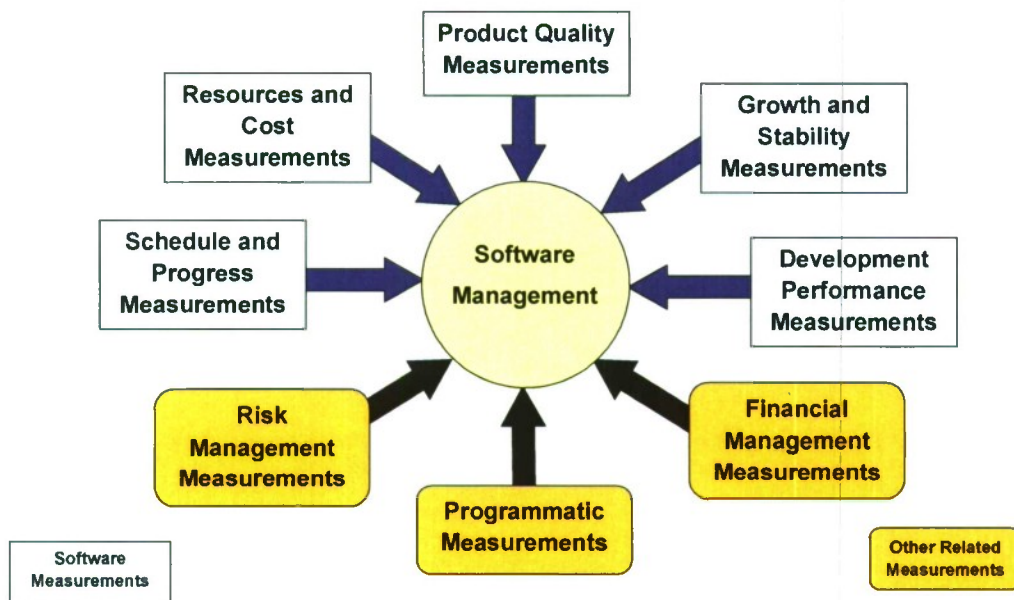 Product Quality
Measurements
Resources and
Cost
Measurements
Growth and
Stability
Measurements
Schedule and
Progress
Measurements
Software
Management
Development
Performance
Measurements
Risk
Management
Measurements
Programmatic
Measurements
Financial
Management
Measurements
Software
Measurements
Other Related
Measurements